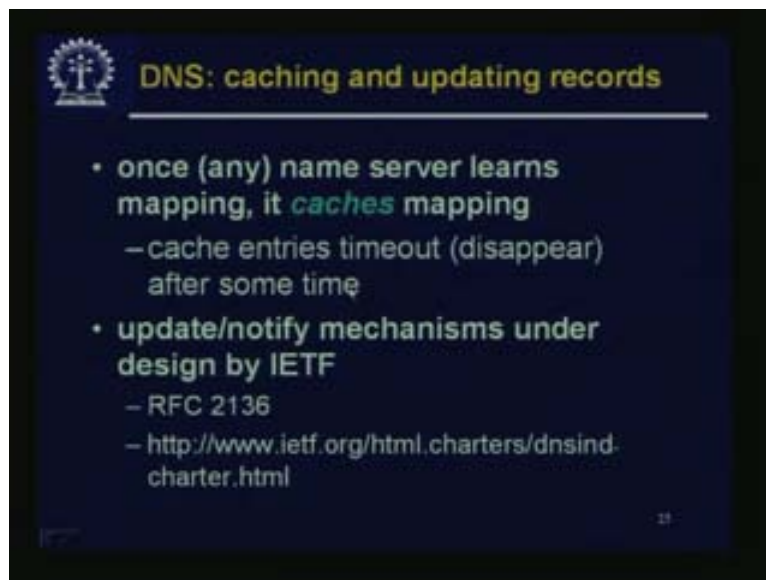 DNS: caching and updating records
• once (any) name server learns
mapping, it caches mapping
–cache entries timeout (disappear)
after some time
• update/notify mechanisms under
design by IETF
– RFC 2136
– http://www.ietf.org/html.charters/dnsind-
charter.html